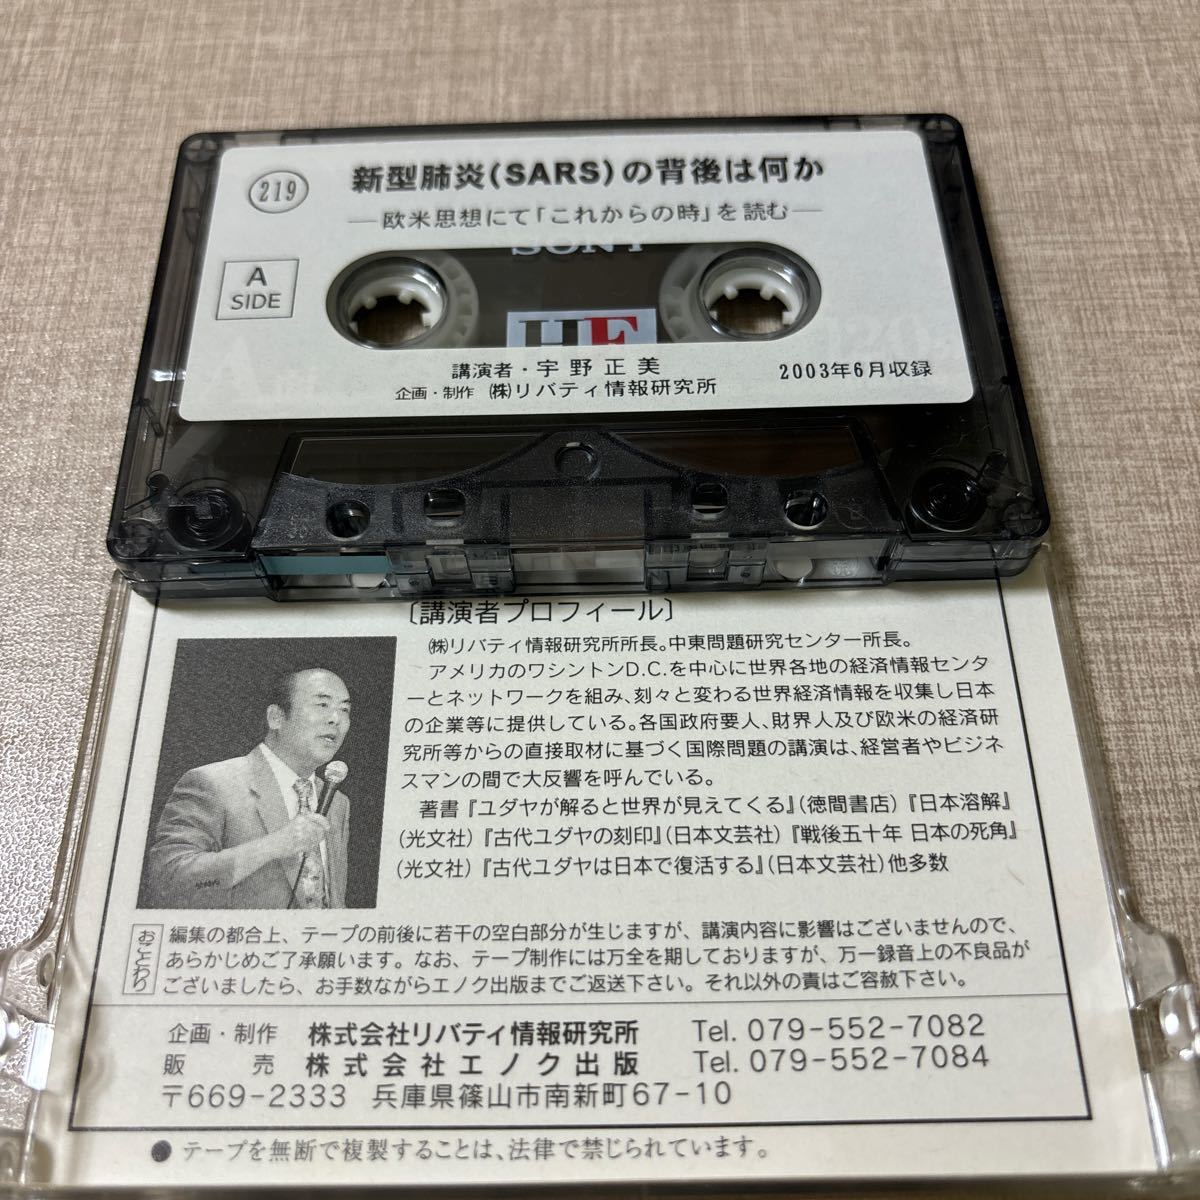 219
新型肺炎(SARS)の背後は何か
―欧米思想にて「これからの時」を読む―
A
SIDE
SONY
HF
講演者・宇野正美
企画・制作 ㈱リバティ情報研究所
2003年6月収録
〔講演者プロフィール〕
㈱リバティ情報研究所所長。中東問題研究センター所長。
アメリカのワシントンD.C.を中心に世界各地の経済情報センタ
ーとネットワークを組み、刻々と変わる世界経済情報を収集し日本
の企業等に提供している。各国政府要人、財界人及び欧米の経済研
究所等からの直接取材に基づく国際問題の講演は、経営者やビジネ
スマンの間で大反響を呼んでいる。
著書『ユダヤが解ると世界が見えてくる』(徳間書店)『日本溶解』
(光文社)『古代ユダヤの刻印』(日本文芸社)『戦後五十年 日本の死角』
(光文社)『古代ユダヤは日本で復活する』(日本文芸社)他多数
おことわり
編集の都合上、テープの前後に若干の空白部分が生じますが、講演内容に影響はございませんので、
あらかじめご了承願います。なお、テープ制作には万全を期しておりますが、万一録音上の不良品が
ございましたら、お手数ながらエノク出版までご返送下さい。それ以外の責はご容赦下さい。
企画・制作 株式会社リバティ情報研究所 Tel. 079-552-7082
販売 株式会社エノク出版 Tel. 079-552-7084
〒669-2333 兵庫県篠山市南新町67-10
●テープを無断で複製することは、法律で禁じられています。